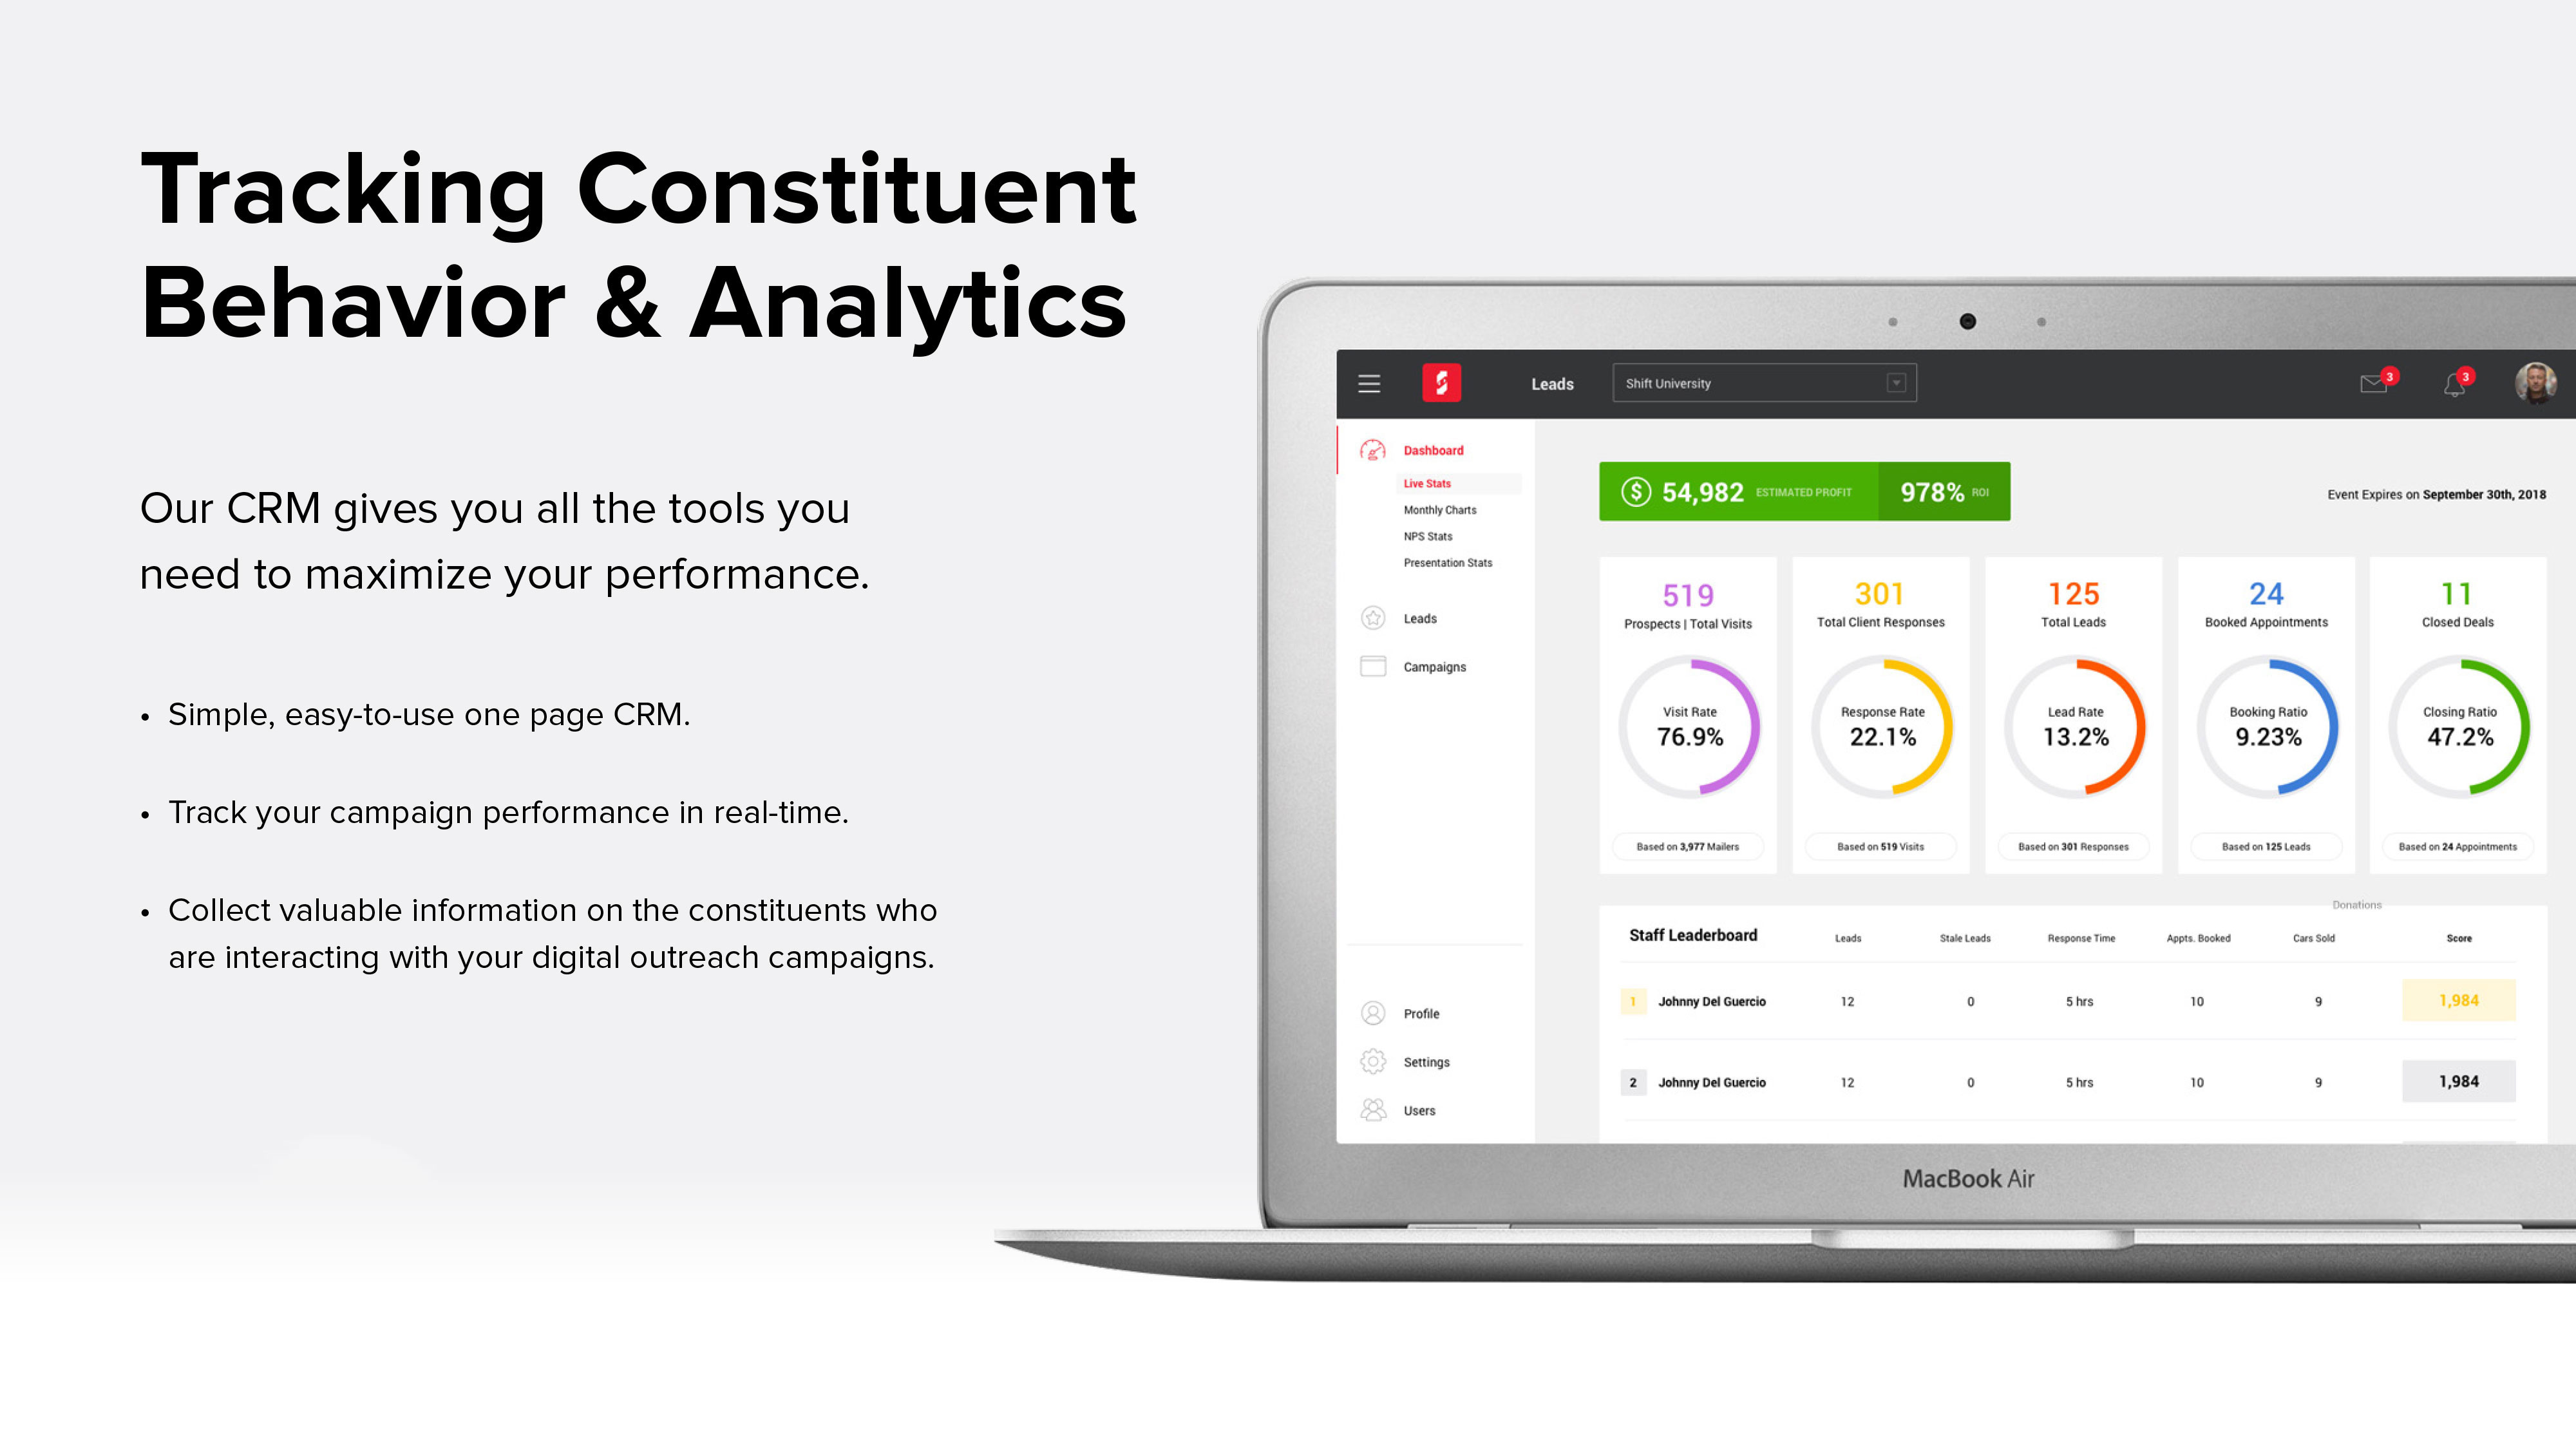 Tracking Constituent
Behavior & Analytics
Our CRM gives you all the tools you
need to maximize your performance.
• Simple, easy-to-use one page CRM.
• Track your campaign performance in real-time.
• Collect valuable information on the constituents who
are interacting with your digital outreach campaigns.
Leads
Shift University
3
3
Dashboard
Live Stats
Monthly Charts
NPS Stats
Presentation Stats
Leads
Campaigns
Profile
Settings
Users
$ 54,982 ESTIMATED PROFIT 978% ROI
Event Expires on September 30th, 2018
519
Prospects | Total Visits
Visit Rate
76.9%
Based on 3,977 Mailers
301
Total Client Responses
Response Rate
22.1%
Based on 519 Visits
125
Total Leads
Lead Rate
13.2%
Based on 301 Responses
24
Booked Appointments
Booking Ratio
9.23%
Based on 125 Leads
11
Closed Deals
Closing Ratio
47.2%
Based on 24 Appointments
Donations
Staff Leaderboard Leads Stale Leads Response Time Appts. Booked Cars Sold Score
1 Johnny Del Guercio 12 0 5 hrs 10 9 1,984
2 Johnny Del Guercio 12 0 5 hrs 10 9 1,984
MacBook Air